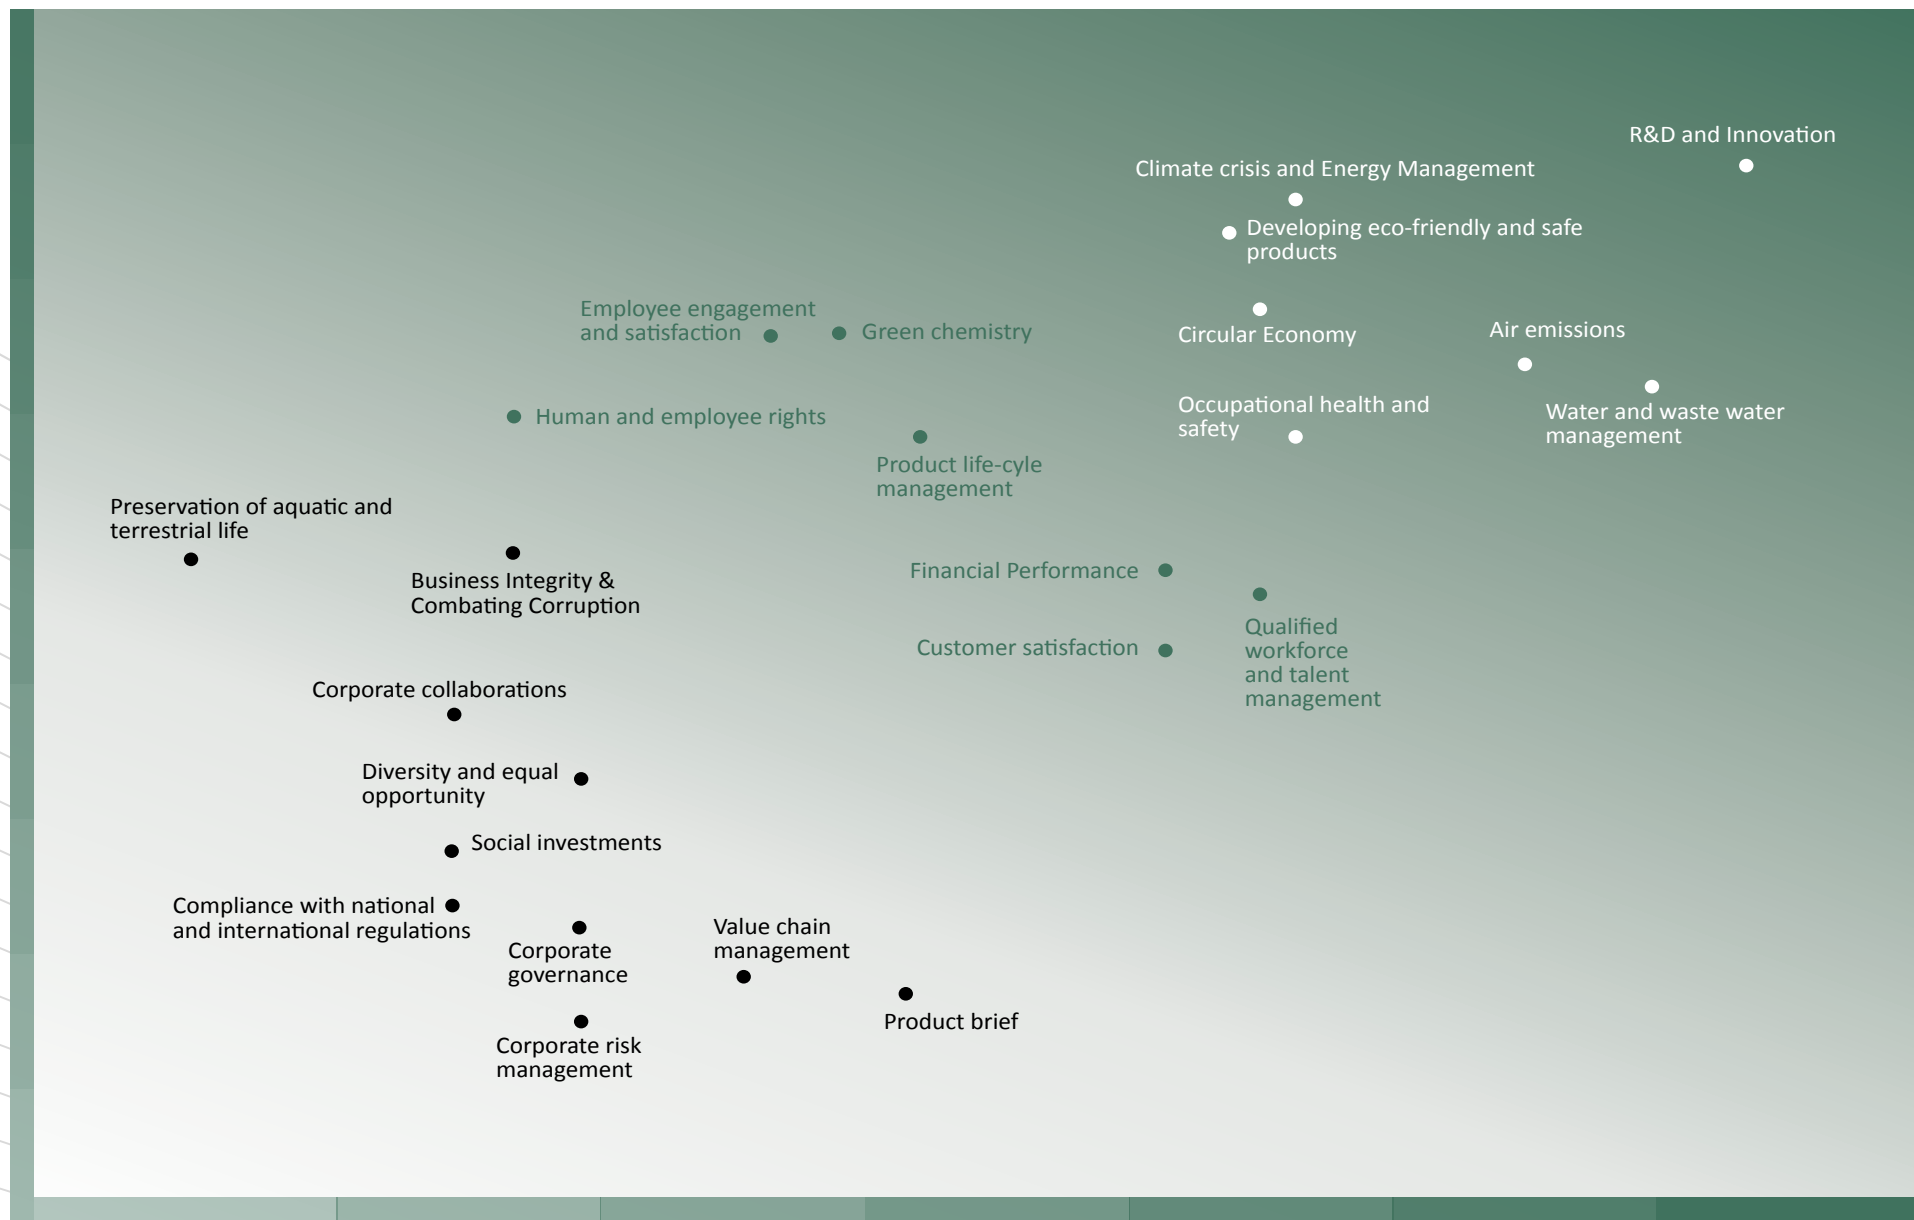 R&D and Innovation
Climate crisis and Energy Management
Developing eco-friendly and safe
products
Employee engagement
and satisfaction
Green chemistry
Circular Economy
Air emissions
Human and employee rights
Occupational health and
safety
Water and waste water
management
Product life-cyle
management
Preservation of aquatic and
terrestrial life
Business Integrity &
Combating Corruption
Financial Performance
Qualified
workforce
and talent
management
Customer satisfaction
Corporate collaborations
Diversity and equal
opportunity
Social investments
Compliance with national
and international regulations
Corporate
governance
Value chain
management
Product brief
Corporate risk
management